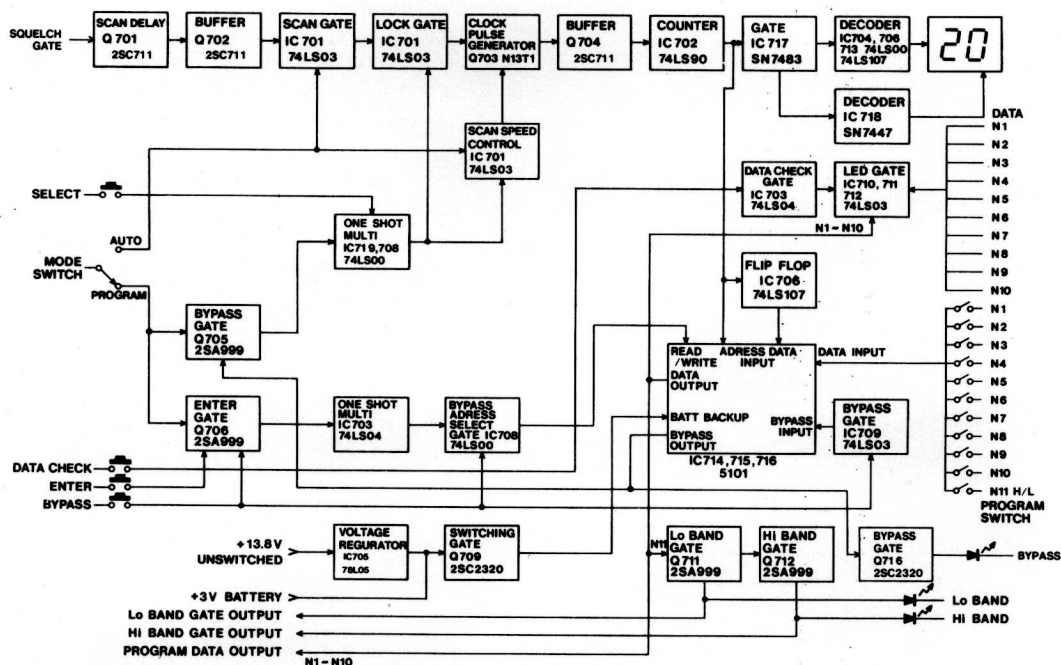 SQUELCH
GATE
SCAN DELAY
Q 701
2SC711
BUFFER
Q 702
2SC711
SCAN GATE
IC 701
74LS03
LOCK GATE
IC 701
74LS03
CLOCK
PULSE
GENERATOR
Q703 N13T1
BUFFER
Q 704
2SC711
COUNTER
IC 702
74LS90
GATE
IC 717
SN7483
DECODER
IC704, 706
713 74LS00
74LS107
20
DECODER
IC 718
SN7447
DATA
N1
N2
N3
N4
N5
N6
N7
N8
N9
N10
SCAN SPEED
CONTROL
IC 701
74LS03
DATA CHECK
GATE
IC 703
74LS04
LED GATE
IC710, 711
712
74LS03
N1~N10
SELECT
AUTO
MODE
SWITCH
PROGRAM
ONE SHOT
MULTI
IC719,708
74LS00
FLIP FLOP
IC706
74LS107
BYPASS
GATE
Q705
2SA999
READ
/WRITE
ADRESS DATA
INPUT
DATA
OUTPUT
BATT BACKUP
BYPASS
OUTPUT
BYPASS
INPUT
IC714,715,716
5101
DATA INPUT
N1
N2
N3
N4
N5
N6
N7
N8
N9
N10
N11 H/L
PROGRAM
SWITCH
ENTER
GATE
Q706
2SA999
ONE SHOT
MULTI
IC703
74LS04
BYPASS
ADRESS
SELECT
GATE IC708
74LS00
BYPASS
GATE
IC709
74LS03
DATA CHECK
ENTER
BYPASS
+13.8V
UNSWITCHED
VOLTAGE
REGURATOR
IC705
78L05
SWITCHING
GATE
Q709
2SC2320
N11
Lo BAND
GATE
Q711
2SA999
Hi BAND
GATE
Q712
2SA999
BYPASS
GATE
Q716
2SC2320
BYPASS
+3V BATTERY
Lo BAND GATE OUTPUT
Lo BAND
Hi BAND GATE OUTPUT
Hi BAND
PROGRAM DATA OUTPUT
N1~N10